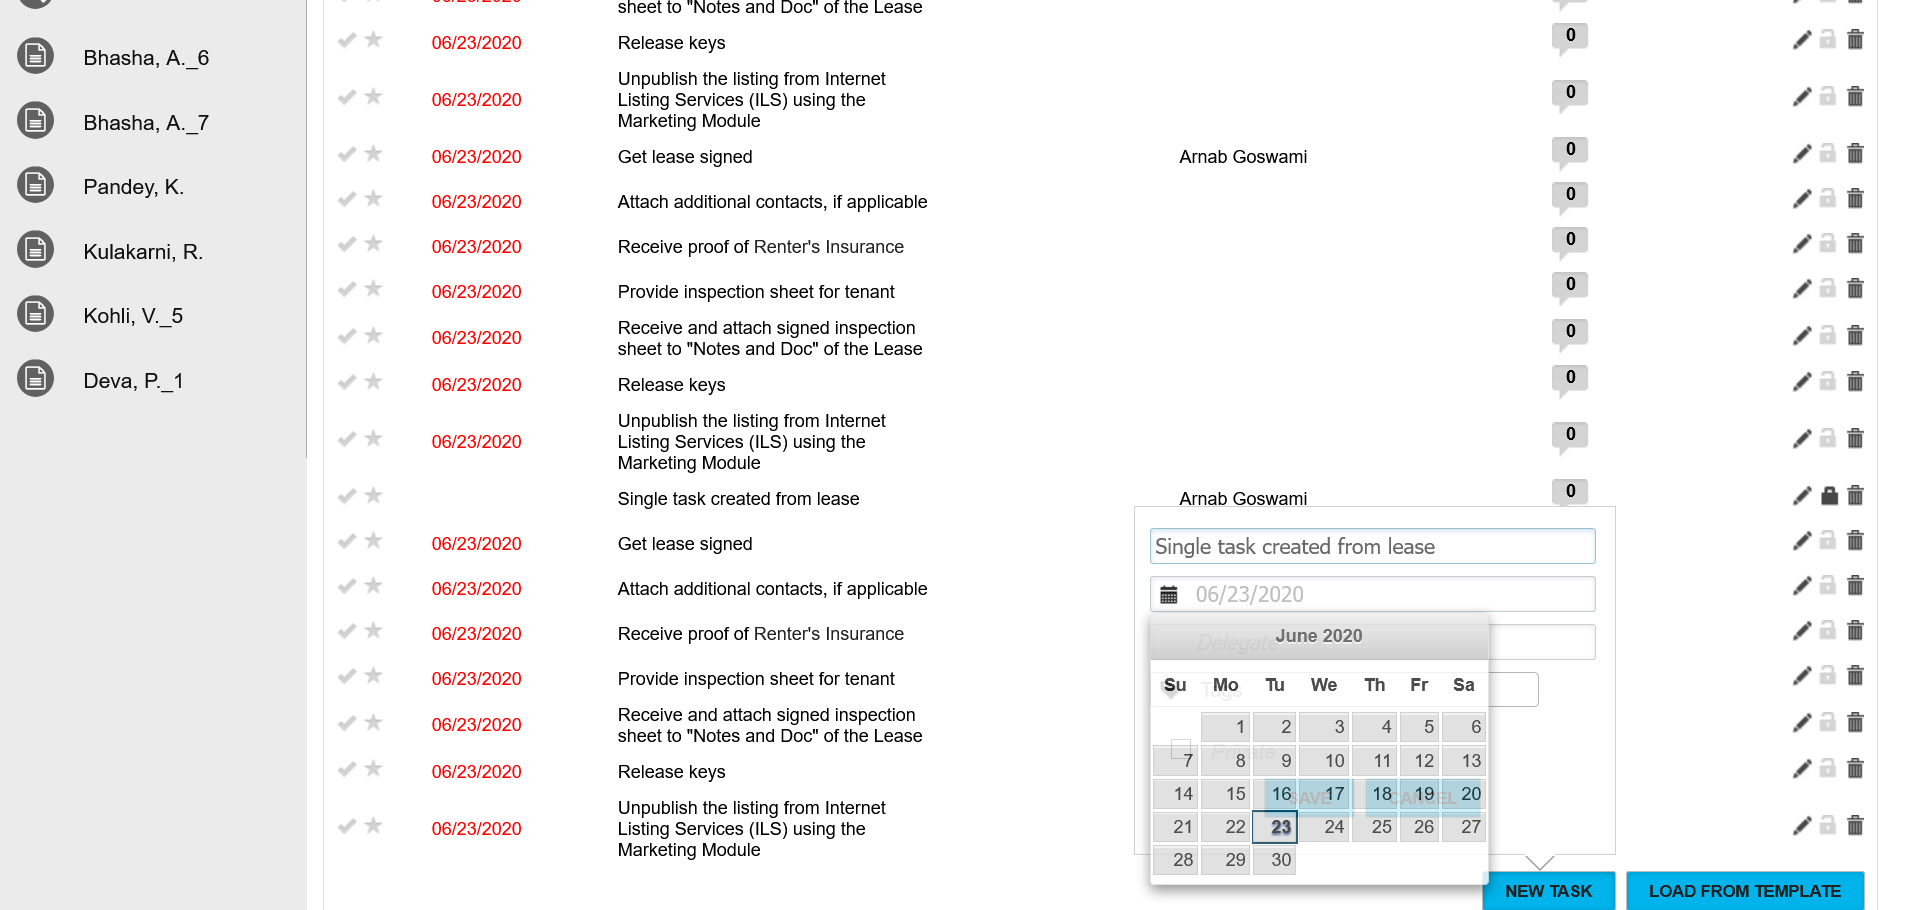 06/23/2020 sheet to "Notes and Doc" of the Lease
Bhasha, A._6
Bhasha, A._7
Pandey, K.
Kulakarni, R.
Kohli, V._5
Deva, P._1
06/23/2020 Release keys 0
Unpublish the listing from Internet
06/23/2020 Listing Services (ILS) using the 0
Marketing Module
06/23/2020 Get lease signed Arnab Goswami 0
06/23/2020 Attach additional contacts, if applicable 0
06/23/2020 Receive proof of Renter's Insurance 0
06/23/2020 Provide inspection sheet for tenant 0
Receive and attach signed inspection
06/23/2020 sheet to "Notes and Doc" of the Lease 0
06/23/2020 Release keys 0
Unpublish the listing from Internet
06/23/2020 Listing Services (ILS) using the 0
Marketing Module
Single task created from lease Arnab Goswami 0
06/23/2020 Get lease signed
06/23/2020 Attach additional contacts, if applicable
06/23/2020 Receive proof of Renter's Insurance
06/23/2020 Provide inspection sheet for tenant
Receive and attach signed inspection
06/23/2020 sheet to "Notes and Doc" of the Lease
06/23/2020 Release keys
Unpublish the listing from Internet
06/23/2020 Listing Services (ILS) using the
Marketing Module
Single task created from lease
06/23/2020
Delegate
Tags
Private
SAVE CANCEL
June 2020
Su Mo Tu We Th Fr Sa
1 2 3 4 5 6
7 8 9 10 11 12 13
14 15 16 17 18 19 20
21 22 23 24 25 26 27
28 29 30
NEW TASK LOAD FROM TEMPLATE